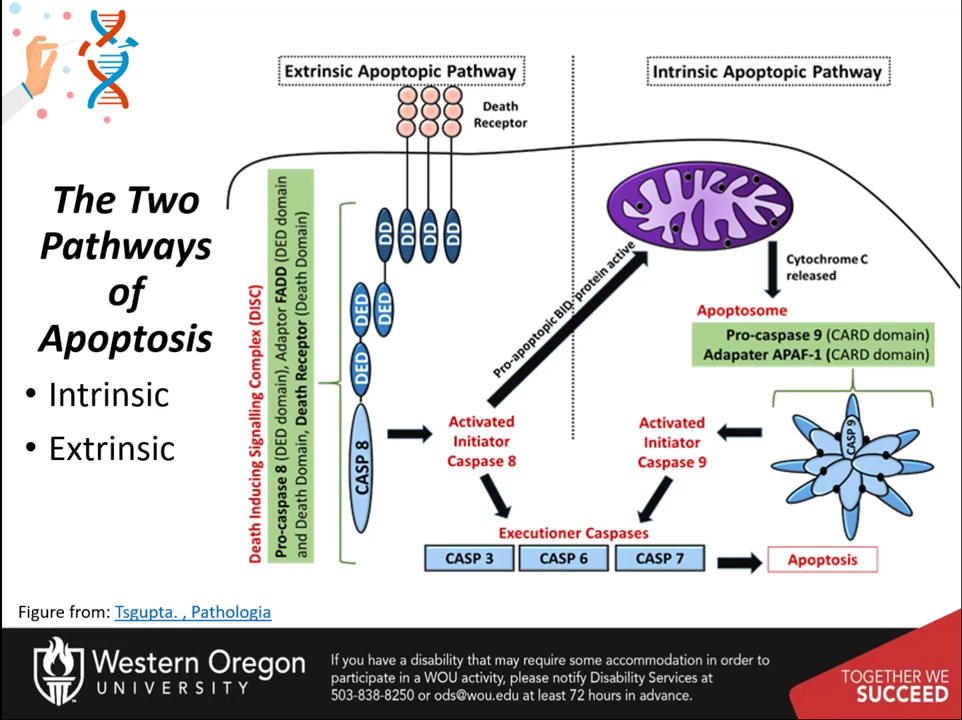 The Two
Pathways
of
Apoptosis
• Intrinsic
• Extrinsic
Extrinsic Apoptopic Pathway
Intrinsic Apoptopic Pathway
Death
Receptor
Death Inducing Signalling Complex (DISC)
Pro-caspase 8 (DED domain), Adaptor FADD (DED domain
and Death Domain, Death Receptor (Death Domain)
DD
DD
DD
DD
DED
DED
DED
CASP 8
Pro-apoptopic BID- protein active
Cytochrome C
released
Apoptosome
Pro-caspase 9 (CARD domain)
Adapater APAF-1 (CARD domain)
CASP 9
Activated
Initiator
Caspase 8
Activated
Initiator
Caspase 9
Executioner Caspases
CASP 3
CASP 6
CASP 7
Apoptosis
Figure from: Tsgupta. , Pathologia
Western Oregon
UNIVERSITY
If you have a disability that may require some accommodation in order to
participate in a WOU activity, please notify Disability Services at
503-838-8250 or ods@wou.edu at least 72 hours in advance.
TOGETHER WE
SUCCEED